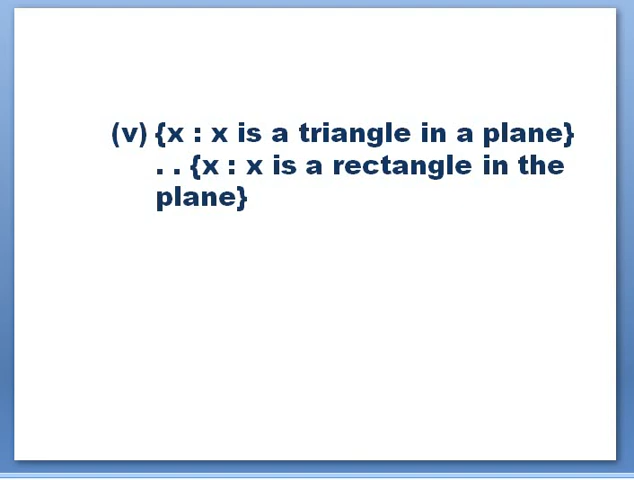 (v) {x : x is a triangle in a plane}
. . {x : x is a rectangle in the
plane}